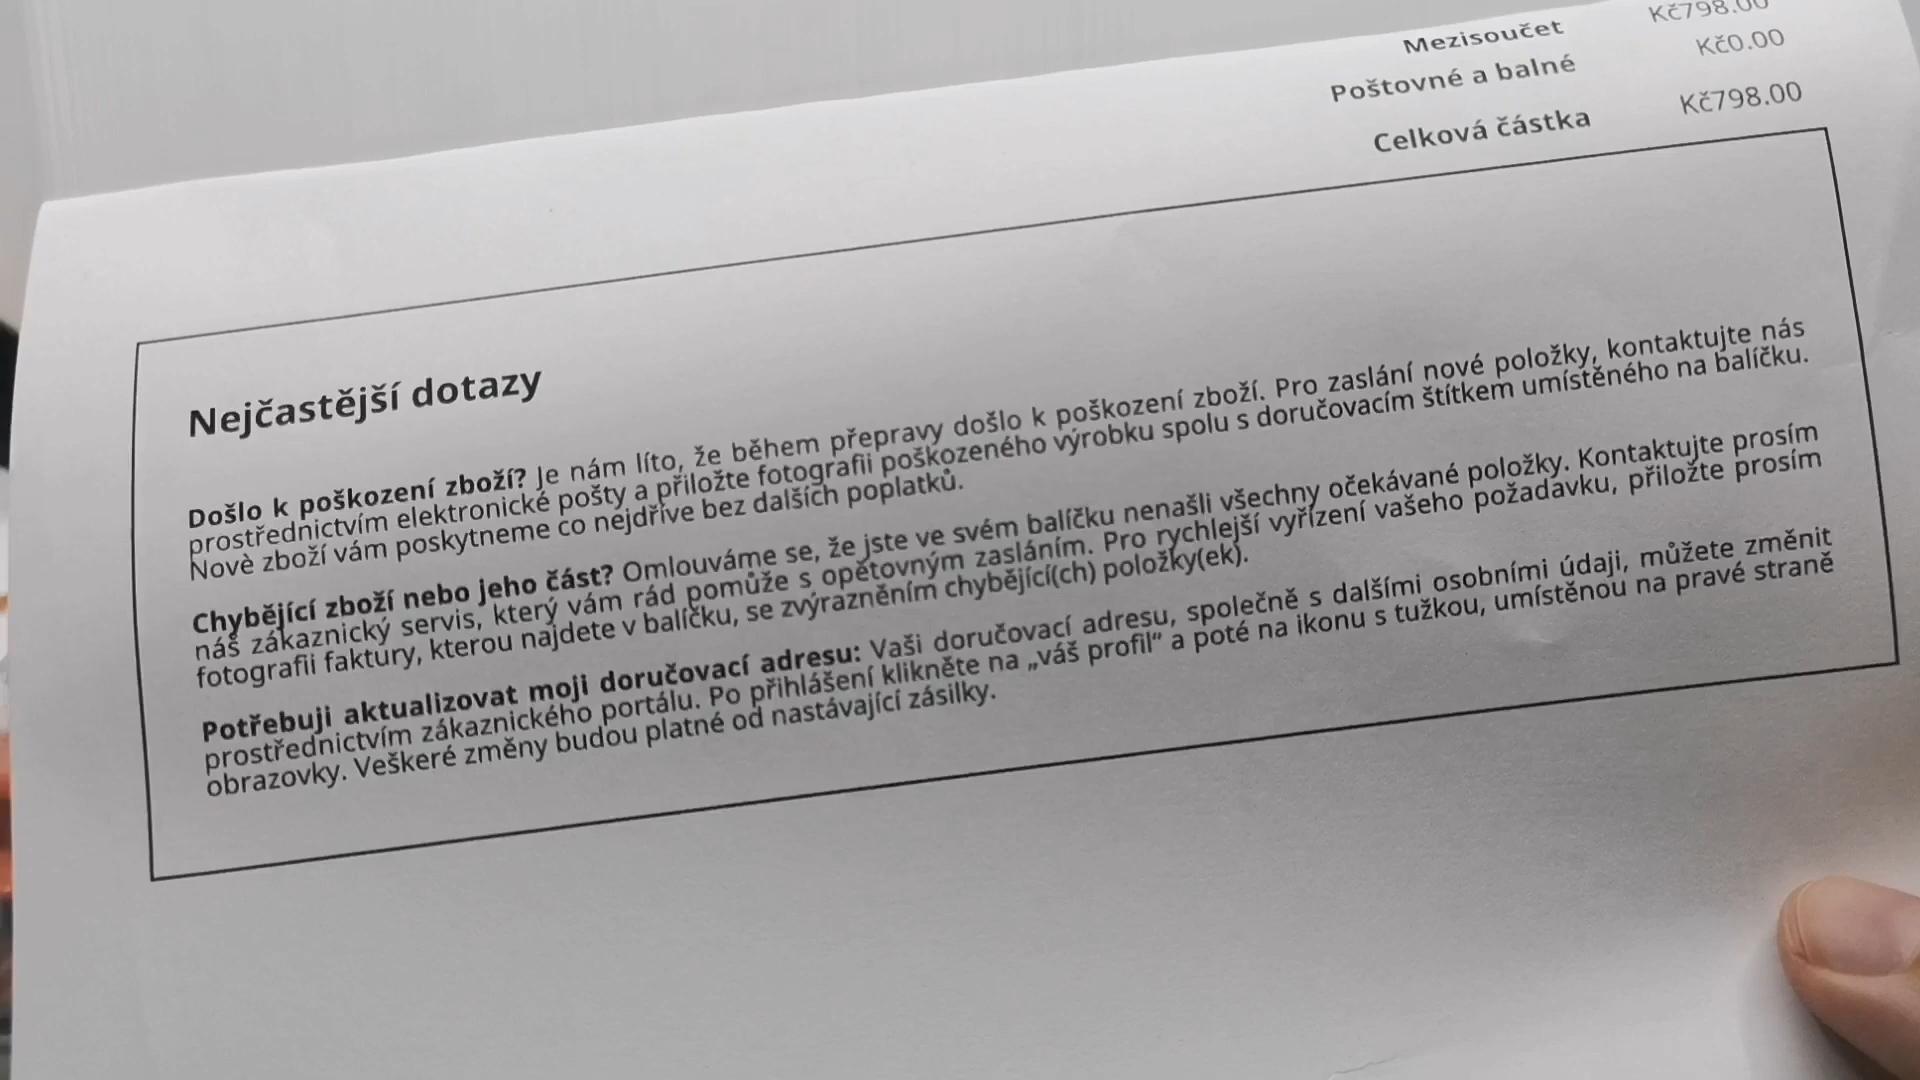 Mezisoučet Kč798.00
Poštovné a balné Kč0.00
Celková částka Kč798.00
Nejčastější dotazy
Došlo k poškození zboží? Je nám líto, že během přepravy došlo k poškození zboží. Pro zaslání nové položky, kontaktujte nás
prostřednictvím elektronické pošty a přiložte fotografii poškozeného výrobku spolu s doručovacím štítkem umístěného na balíčku.
Novè zboží vám poskytneme co nejdříve bez dalších poplatků.
Chybějící zboží nebo jeho část? Omlouváme se, že jste ve svém balíčku nenašli všechny očekávané položky. Kontaktujte prosím
náš zákaznický servis, který vám rád pomůže s opětovným zasláním. Pro rychlejší vyřízení vašeho požadavku, přiložte prosím
fotografii faktury, kterou najdete v balíčku, se zvýrazněním chybějící(ch) položky(ek).
Potřebuji aktualizovat moji doručovací adresu: Vaši doručovací adresu, společně s dalšími osobními údaji, můžete změnit
prostřednictvím zákaznického portálu. Po přihlášení klikněte na „váš profil“ a poté na ikonu s tužkou, umístěnou na pravé straně
obrazovky. Veškeré změny budou platné od nastávající zásilky.